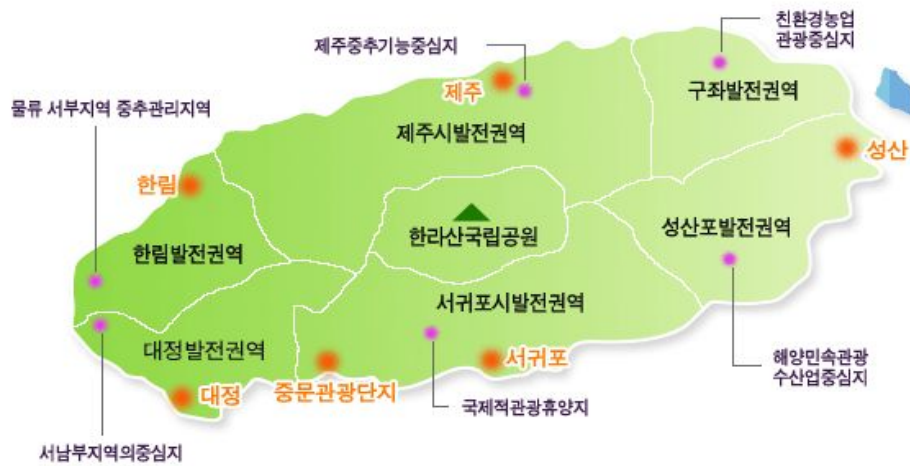 친환경농업
관광중심지
제주중추기능중심지
제주
구좌발전권역
물류 서부지역 중추관리지역
제주시발전권역
성산
한림
한라산국립공원
성산포발전권역
한림발전권역
서귀포시발전권역
대정발전권역
서귀포
해양민속관광
수산업중심지
대정
중문관광단지
국제적관광휴양지
서남부지역의중심지